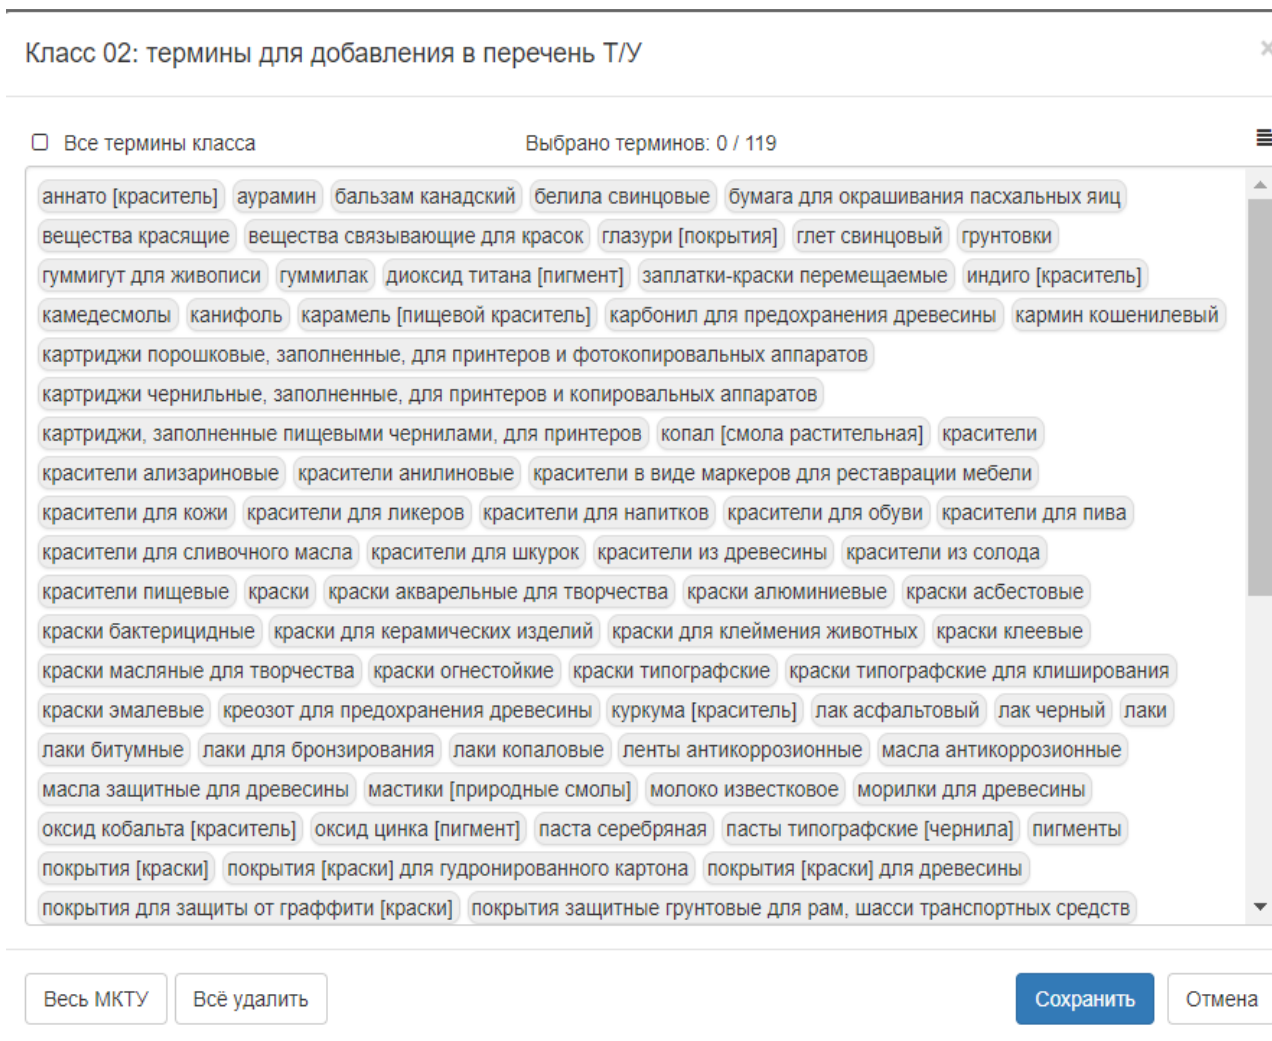 Класс 02: термины для добавления в перечень Т/У ×
Все термины класса Выбрано терминов: 0 / 119
аннато [краситель] аурамин бальзам канадский белила свинцовые бумага для окрашивания пасхальных яиц
вещества красящие вещества связывающие для красок глазури [покрытия] глет свинцовый грунтовки
гуммигут для живописи гуммилак диоксид титана [пигмент] заплатки-краски перемещаемые индиго [краситель]
камедесмолы канифоль карамель [пищевой краситель] карбонил для предохранения древесины кармин кошенилевый
картриджи порошковые, заполненные, для принтеров и фотокопировальных аппаратов
картриджи чернильные, заполненные, для принтеров и копировальных аппаратов
картриджи, заполненные пищевыми чернилами, для принтеров копал [смола растительная] красители
красители ализариновые красители анилиновые красители в виде маркеров для реставрации мебели
красители для кожи красители для ликеров красители для напитков красители для обуви красители для пива
красители для сливочного масла красители для шкурок красители из древесины красители из солода
красители пищевые краски краски акварельные для творчества краски алюминиевые краски асбестовые
краски бактерицидные краски для керамических изделий краски для клеймения животных краски клеевые
краски масляные для творчества краски огнестойкие краски типографские краски типографские для клиширования
краски эмалевые креозот для предохранения древесины куркума [краситель] лак асфальтовый лак черный лаки
лаки битумные лаки для бронзирования лаки копаловые ленты антикоррозионные масла антикоррозионные
масла защитные для древесины мастики [природные смолы] молоко известковое морилки для древесины
оксид кобальта [краситель] оксид цинка [пигмент] паста серебряная пасты типографские [чернила] пигменты
покрытия [краски] покрытия [краски] для гудронированного картона покрытия [краски] для древесины
покрытия для защиты от граффити [краски] покрытия защитные грунтовые для рам, шасси транспортных средств
Весь МКТУ Всё удалить Сохранить Отмена